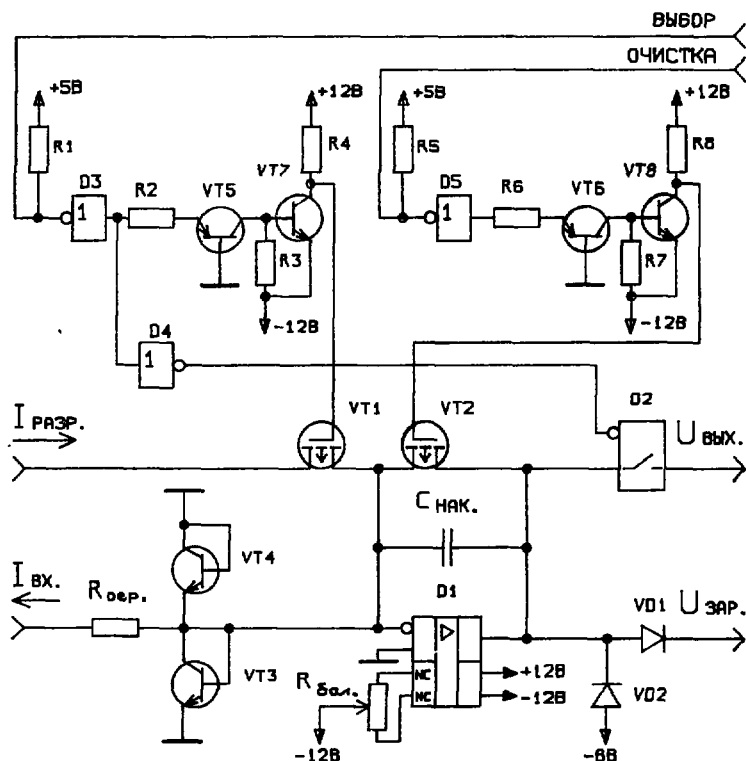 ВЫБОР
ОЧИСТКА
+5В
+12В
+5В
+12В
R1
R4
R5
R8
D3
R2
VT5
VT7
D5
R6
VT6
VT8
1
1
R3
R7
-12В
-12В
D4
1
VT1
VT2
D2
I РАЗР.
U ВЫХ.
C НАК.
VT4
I ВХ.
R огр.
D1
VD1
U ЗАР.
VT3
R бал.
NC
NC
+12В
-12В
VD2
-12В
-6В